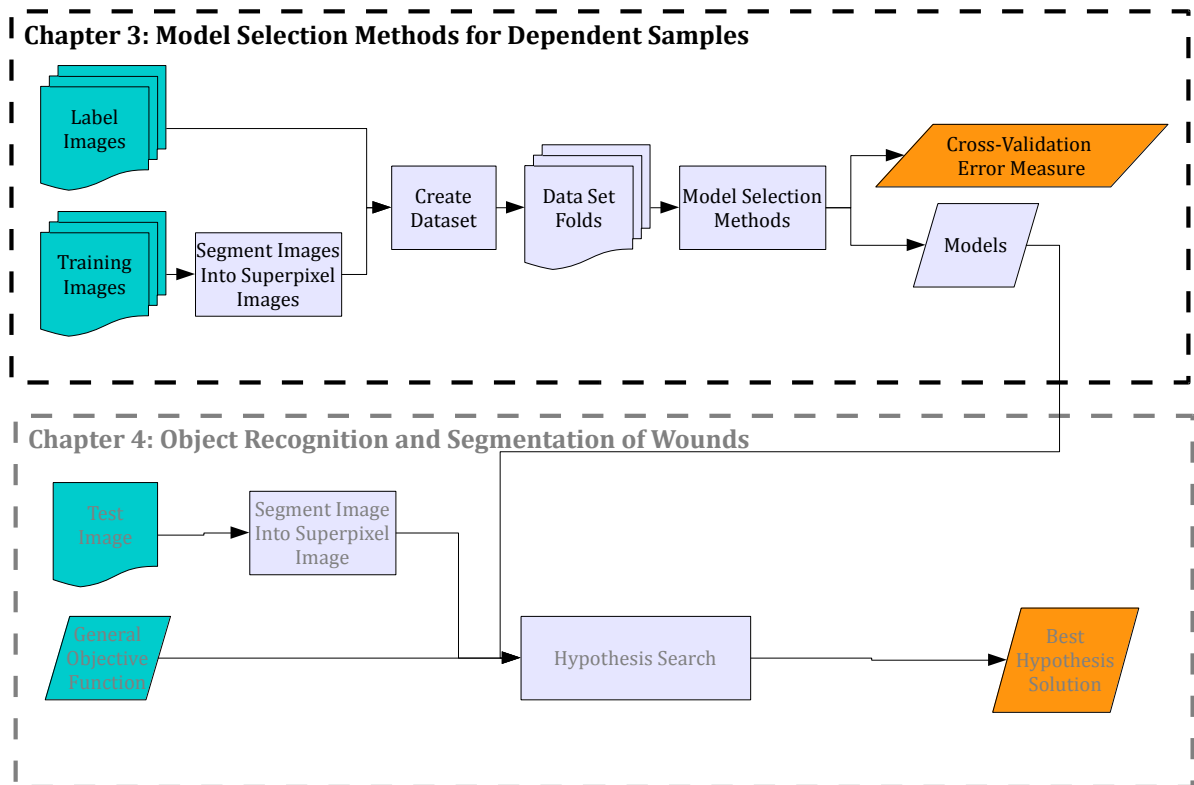 Chapter 3: Model Selection Methods for Dependent Samples
Label
Images
Training
Images
Segment Images
Into Superpixel
Images
Create
Dataset
Data Set
Folds
Model Selection
Methods
Cross-Validation
Error Measure
Models
Chapter 4: Object Recognition and Segmentation of Wounds
Test
Image
Segment Image
Into Superpixel
Image
General
Objective
Function
Hypothesis Search
Best
Hypothesis
Solution